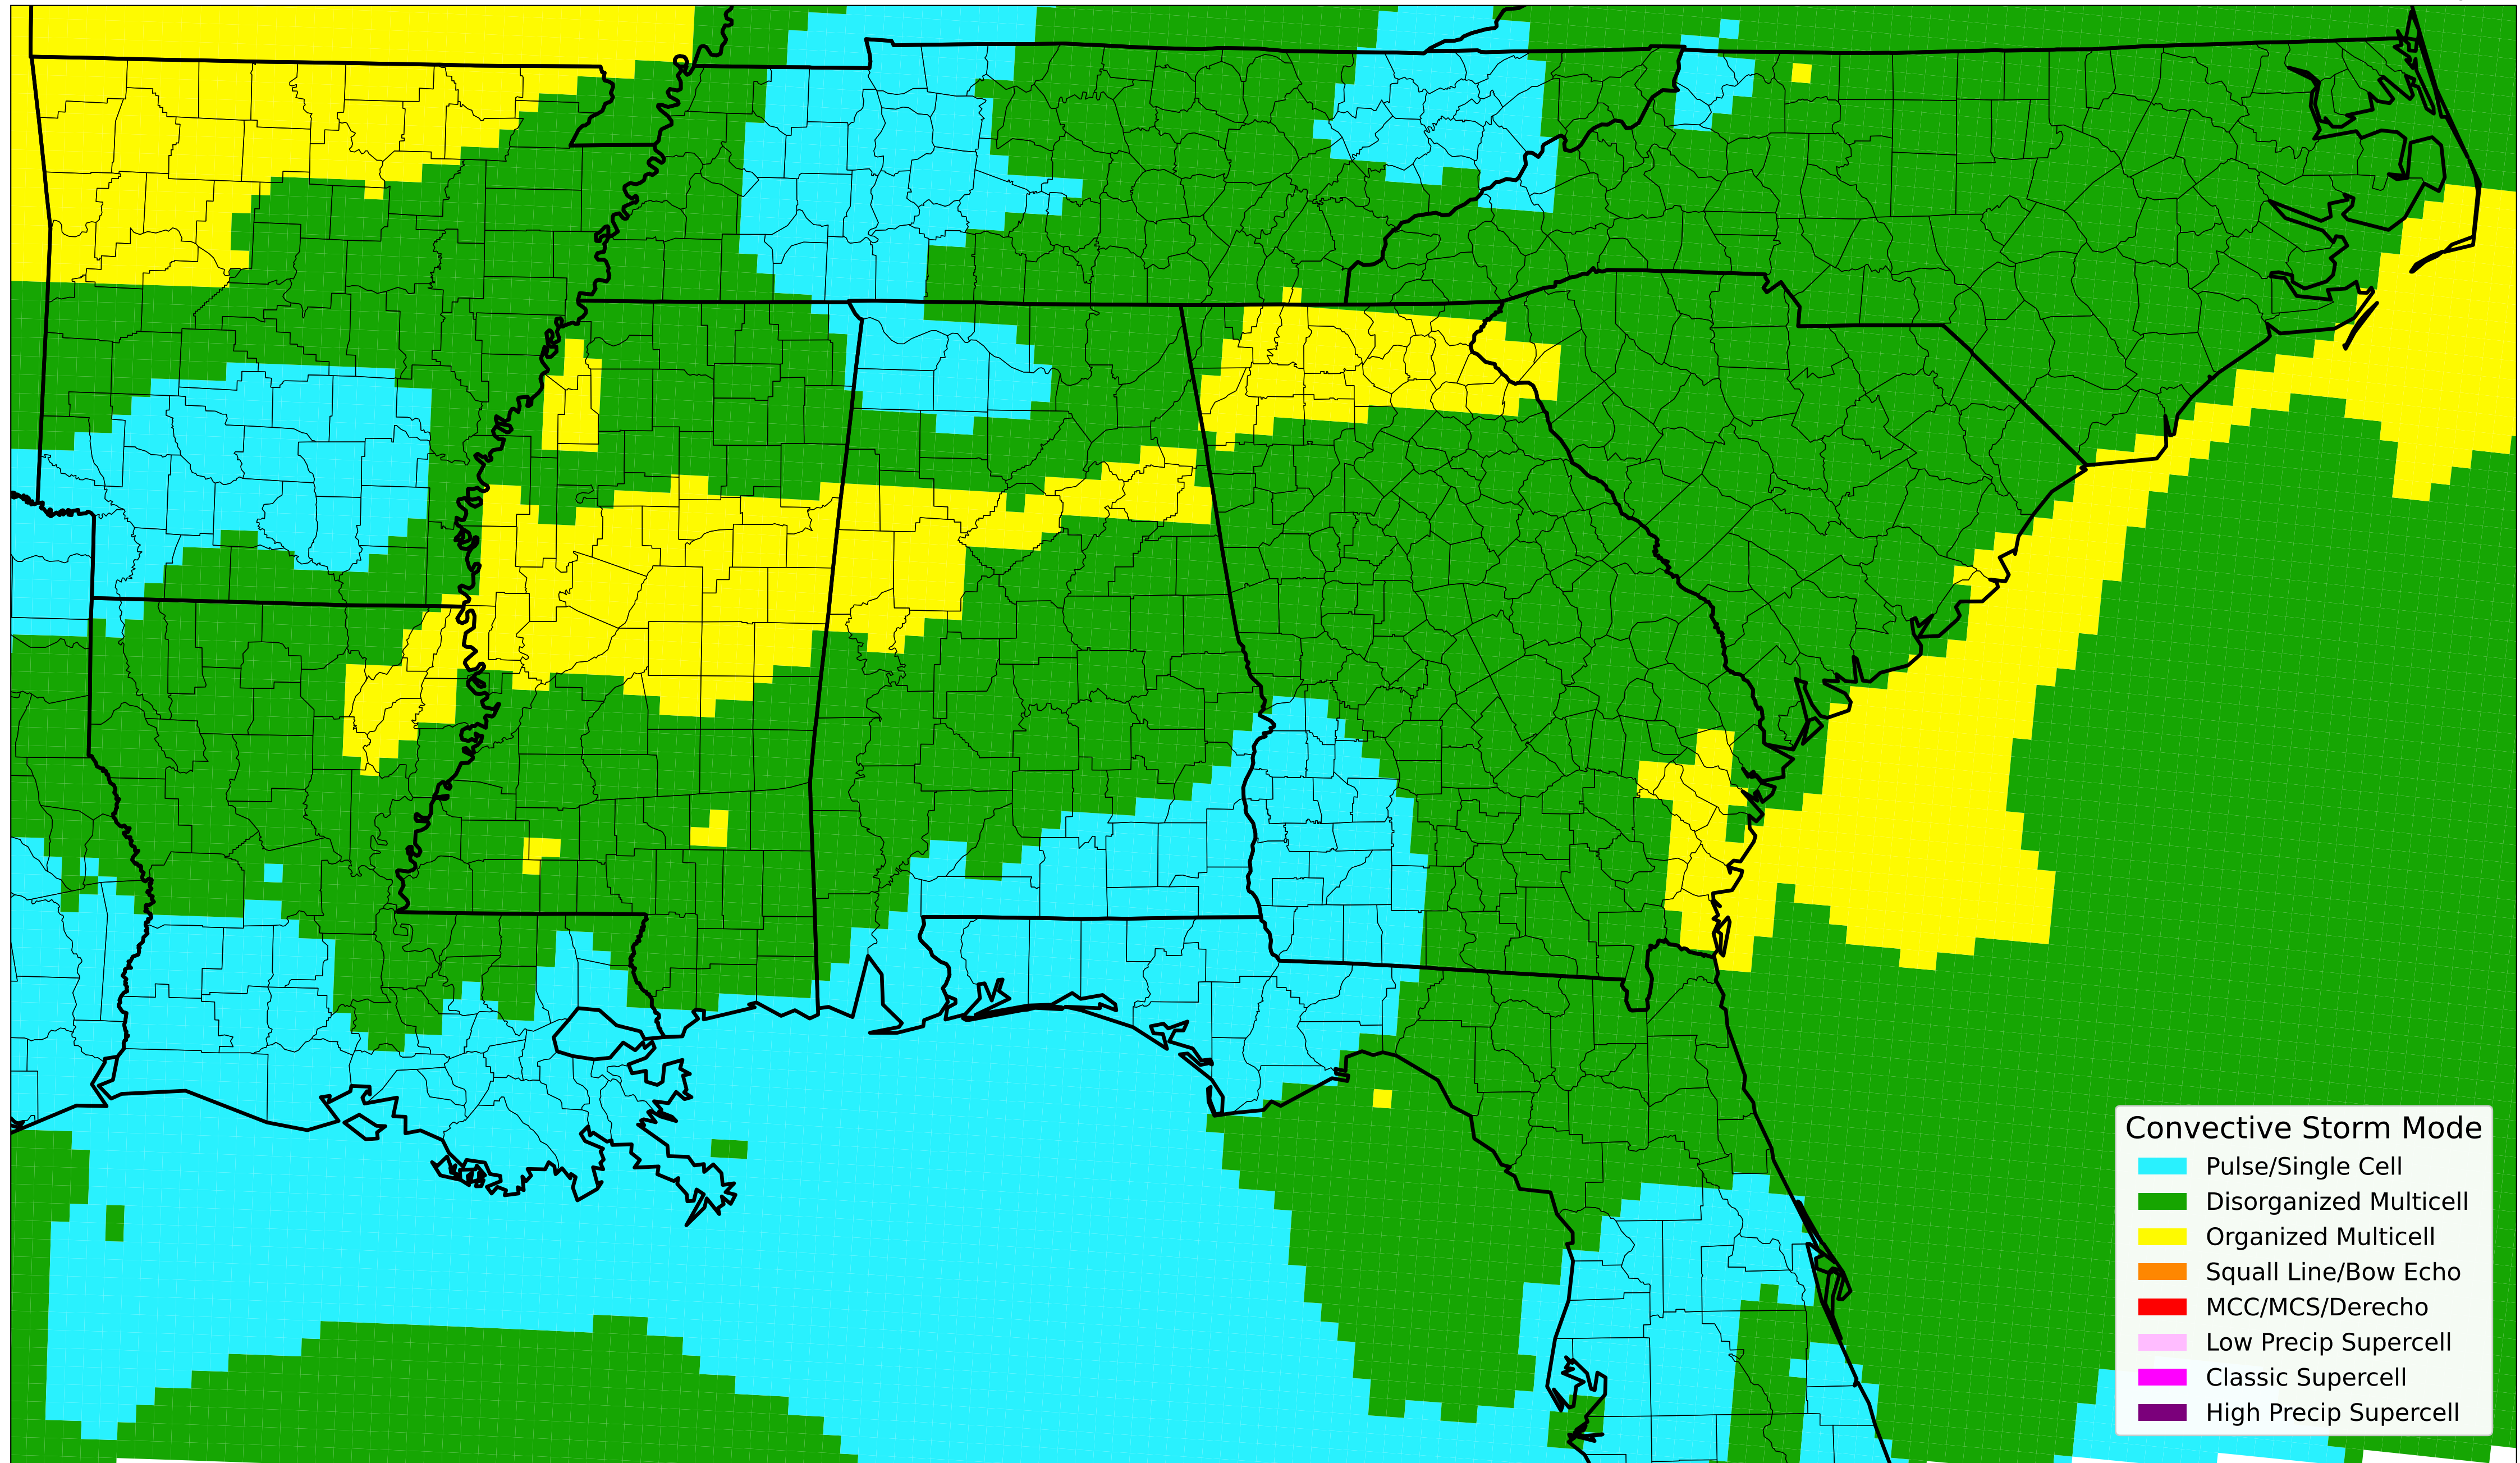 Convective Storm Mode
Pulse/Single Cell
Disorganized Multicell
Organized Multicell
Squall Line/Bow Echo
MCC/MCS/Derecho
Low Precip Supercell
Classic Supercell
High Precip Supercell